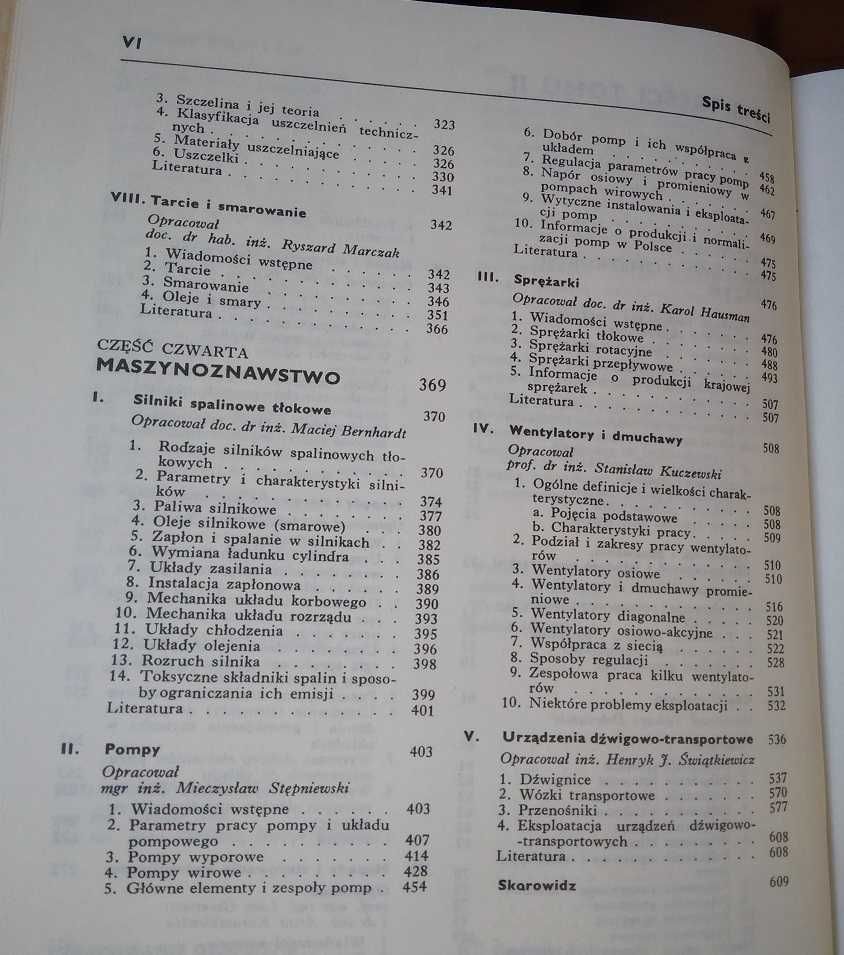 VI
Spis treści
3. Szczelina i jej teoria . . . . . . 323
4. Klasyfikacja uszczelnień technicz-
nych . . . . . . . . . . . . 326
5. Materiały uszczelniające . . . . . 326
6. Uszczelki . . . . . . . . . . . 330
Literatura . . . . . . . . . . . . 341
VIII. Tarcie i smarowanie 342
Opracował
doc. dr hab. inż. Ryszard Marczak
1. Wiadomości wstępne . . . . . . 342
2. Tarcie . . . . . . . . . . . . 343
3. Smarowanie . . . . . . . . . . 346
4. Oleje i smary . . . . . . . . . 351
Literatura . . . . . . . . . . . . 366
CZĘŚĆ CZWARTA
MASZYNOZNAWSTWO 369
I. Silniki spalinowe tłokowe 370
Opracował doc. dr inż. Maciej Bernhardt
1. Rodzaje silników spalinowych tło-
kowych . . . . . . . . . . . 370
2. Parametry i charakterystyki silni-
ków . . . . . . . . . . . . 374
3. Paliwa silnikowe . . . . . . . . 377
4. Oleje silnikowe (smarowe) . . . 380
5. Zapłon i spalanie w silnikach . . 382
6. Wymiana ładunku cylindra . . . 385
7. Układy zasilania . . . . . . . . 386
8. Instalacja zapłonowa . . . . . . 389
9. Mechanika układu korbowego . . 390
10. Mechanika układu rozrządu . . . 393
11. Układy chłodzenia . . . . . . . 395
12. Układy olejenia . . . . . . . . 396
13. Rozruch silnika . . . . . . . . 398
14. Toksyczne składniki spalin i sposo-
by ograniczania ich emisji . . . . 399
Literatura . . . . . . . . . . . . 401
II. Pompy 403
Opracował
mgr inż. Mieczysław Stępniewski
1. Wiadomości wstępne . . . . . . 403
2. Parametry pracy pompy i układu
pompowego . . . . . . . . . . 407
3. Pompy wyporowe . . . . . . . 414
4. Pompy wirowe . . . . . . . . . 428
5. Główne elementy i zespoły pomp . 454
6. Dobór pomp i ich współpraca z
układem . . . . . . . . . . . 458
7. Regulacja parametrów pracy pomp 462
8. Napór osiowy i promieniowy w
pompach wirowych . . . . . . . 467
9. Wytyczne instalowania i eksploata-
cji pomp . . . . . . . . . . . 469
10. Informacje o produkcji i normali-
zacji pomp w Polsce . . . . . . 475
Literatura . . . . . . . . . . . . 475
III. Sprężarki 476
Opracował doc. dr inż. Karol Hausman
1. Wiadomości wstępne . . . . . . 476
2. Sprężarki tłokowe . . . . . . . 480
3. Sprężarki rotacyjne . . . . . . 488
4. Sprężarki przepływowe . . . . . 493
5. Informacje o produkcji krajowej
sprężarek . . . . . . . . . . . 507
Literatura . . . . . . . . . . . . 507
IV. Wentylatory i dmuchawy 508
Opracował
prof. dr inż. Stanisław Kuczewski
1. Ogólne definicje i wielkości charak-
terystyczne . . . . . . . . . . 508
a. Pojęcia podstawowe . . . . . 508
b. Charakterystyki pracy . . . . 509
2. Podział i zakresy pracy wentylato-
rów . . . . . . . . . . . . 510
3. Wentylatory osiowe . . . . . . 510
4. Wentylatory i dmuchawy promie-
niowe . . . . . . . . . . . . 516
5. Wentylatory diagonalne . . . . . 520
6. Wentylatory osiowo-akcyjne . . . 521
7. Współpraca z siecią . . . . . . 522
8. Sposoby regulacji . . . . . . . 528
9. Zespołowa praca kilku wentylato-
rów . . . . . . . . . . . . 531
10. Niektóre problemy eksploatacji . . 532
V. Urządzenia dźwigowo-transportowe 536
Opracował inż. Henryk J. Świątkiewicz
1. Dźwignice . . . . . . . . . . 537
2. Wózki transportowe . . . . . . . 570
3. Przenośniki . . . . . . . . . . 577
4. Eksploatacja urządzeń dźwigowo-
-transportowych . . . . . . . . 608
Literatura . . . . . . . . . . . . 608
Skorowidz 609